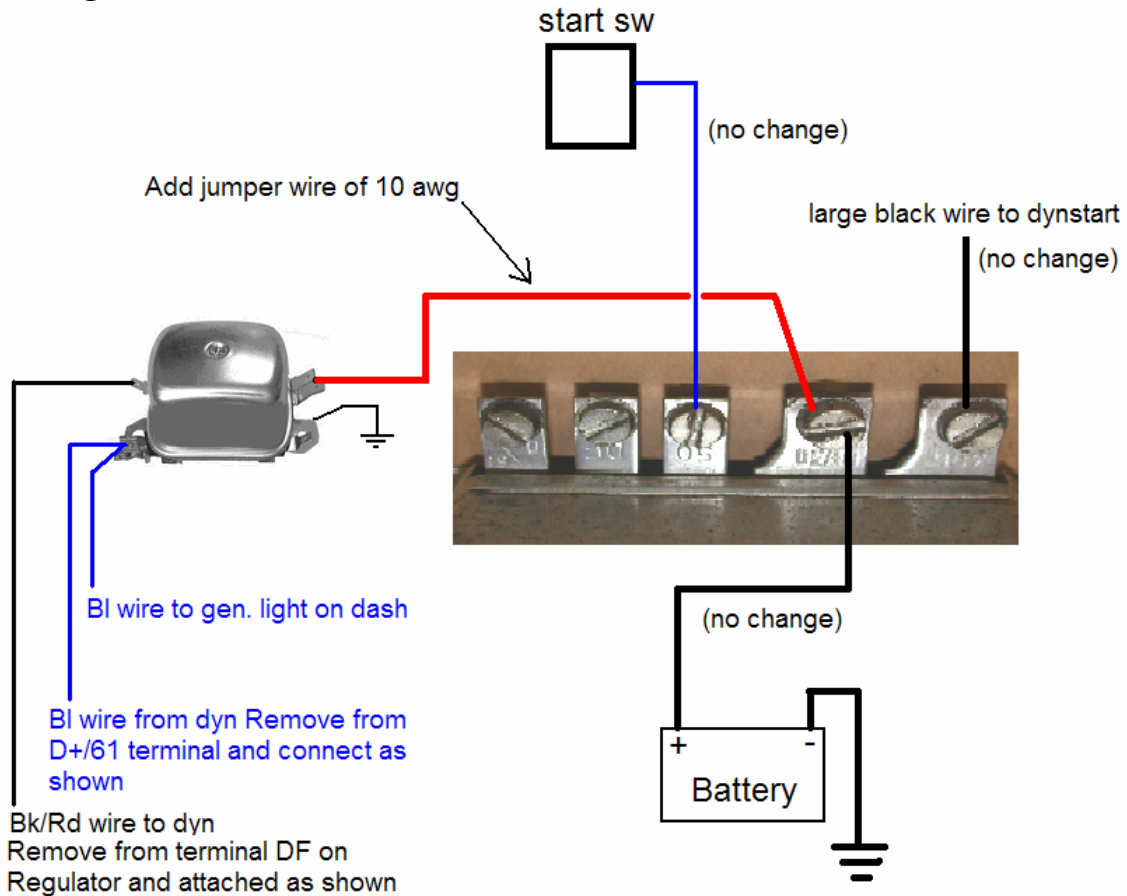 start sw
(no change)
Add jumper wire of 10 awg
large black wire to dynstart
(no change)
50
Bl wire to gen. light on dash
(no change)
Bl wire from dyn Remove from
D+/61 terminal and connect as
shown
+ -
Battery
Bk/Rd wire to dyn
Remove from terminal DF on
Regulator and attached as shown